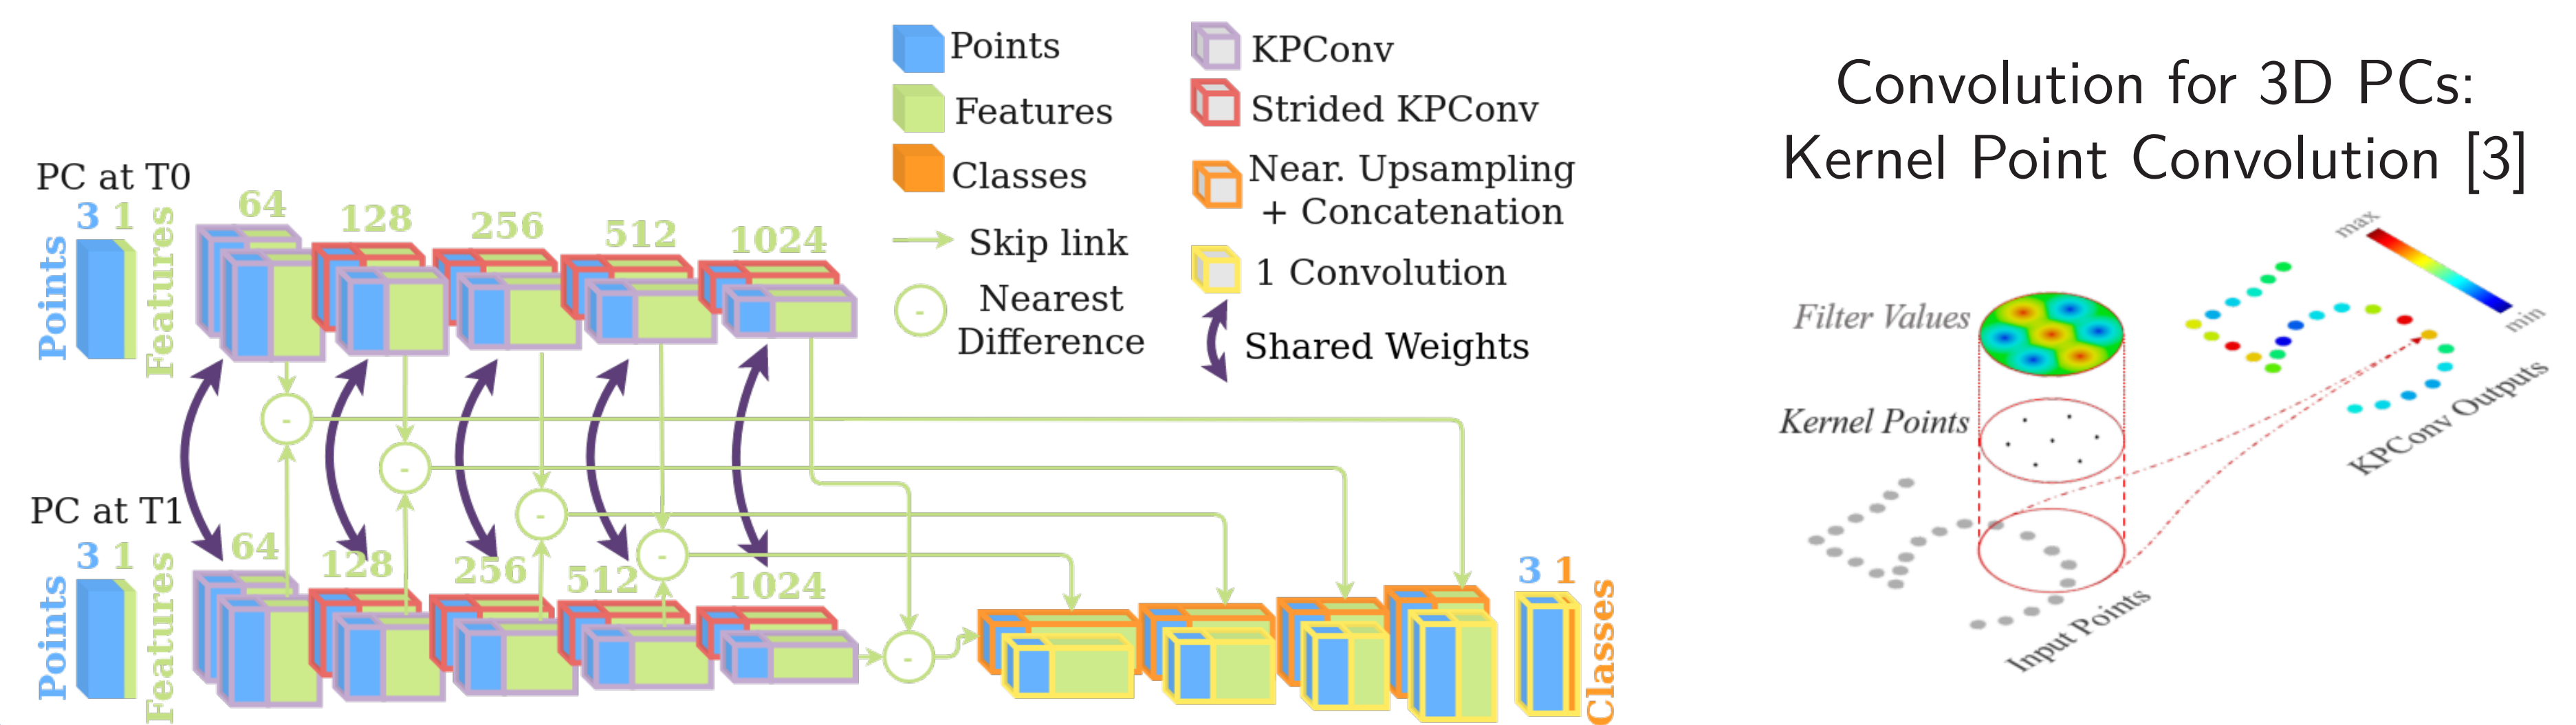 Points
Features
Classes
Skip link
-
Nearest
Difference
KPConv
Strided KPConv
Near. Upsampling
+ Concatenation
1 Convolution
Shared Weights
PC at T0
3 1
Points
Features
64
128
256
512
1024
-
-
-
-
PC at T1
3 1
Points
Features
64
128
256
512
1024
-
3 1
Classes
Convolution for 3D PCs:
Kernel Point Convolution [3]
max
min
Filter Values
Kernel Points
Input Points
KPConv Outputs